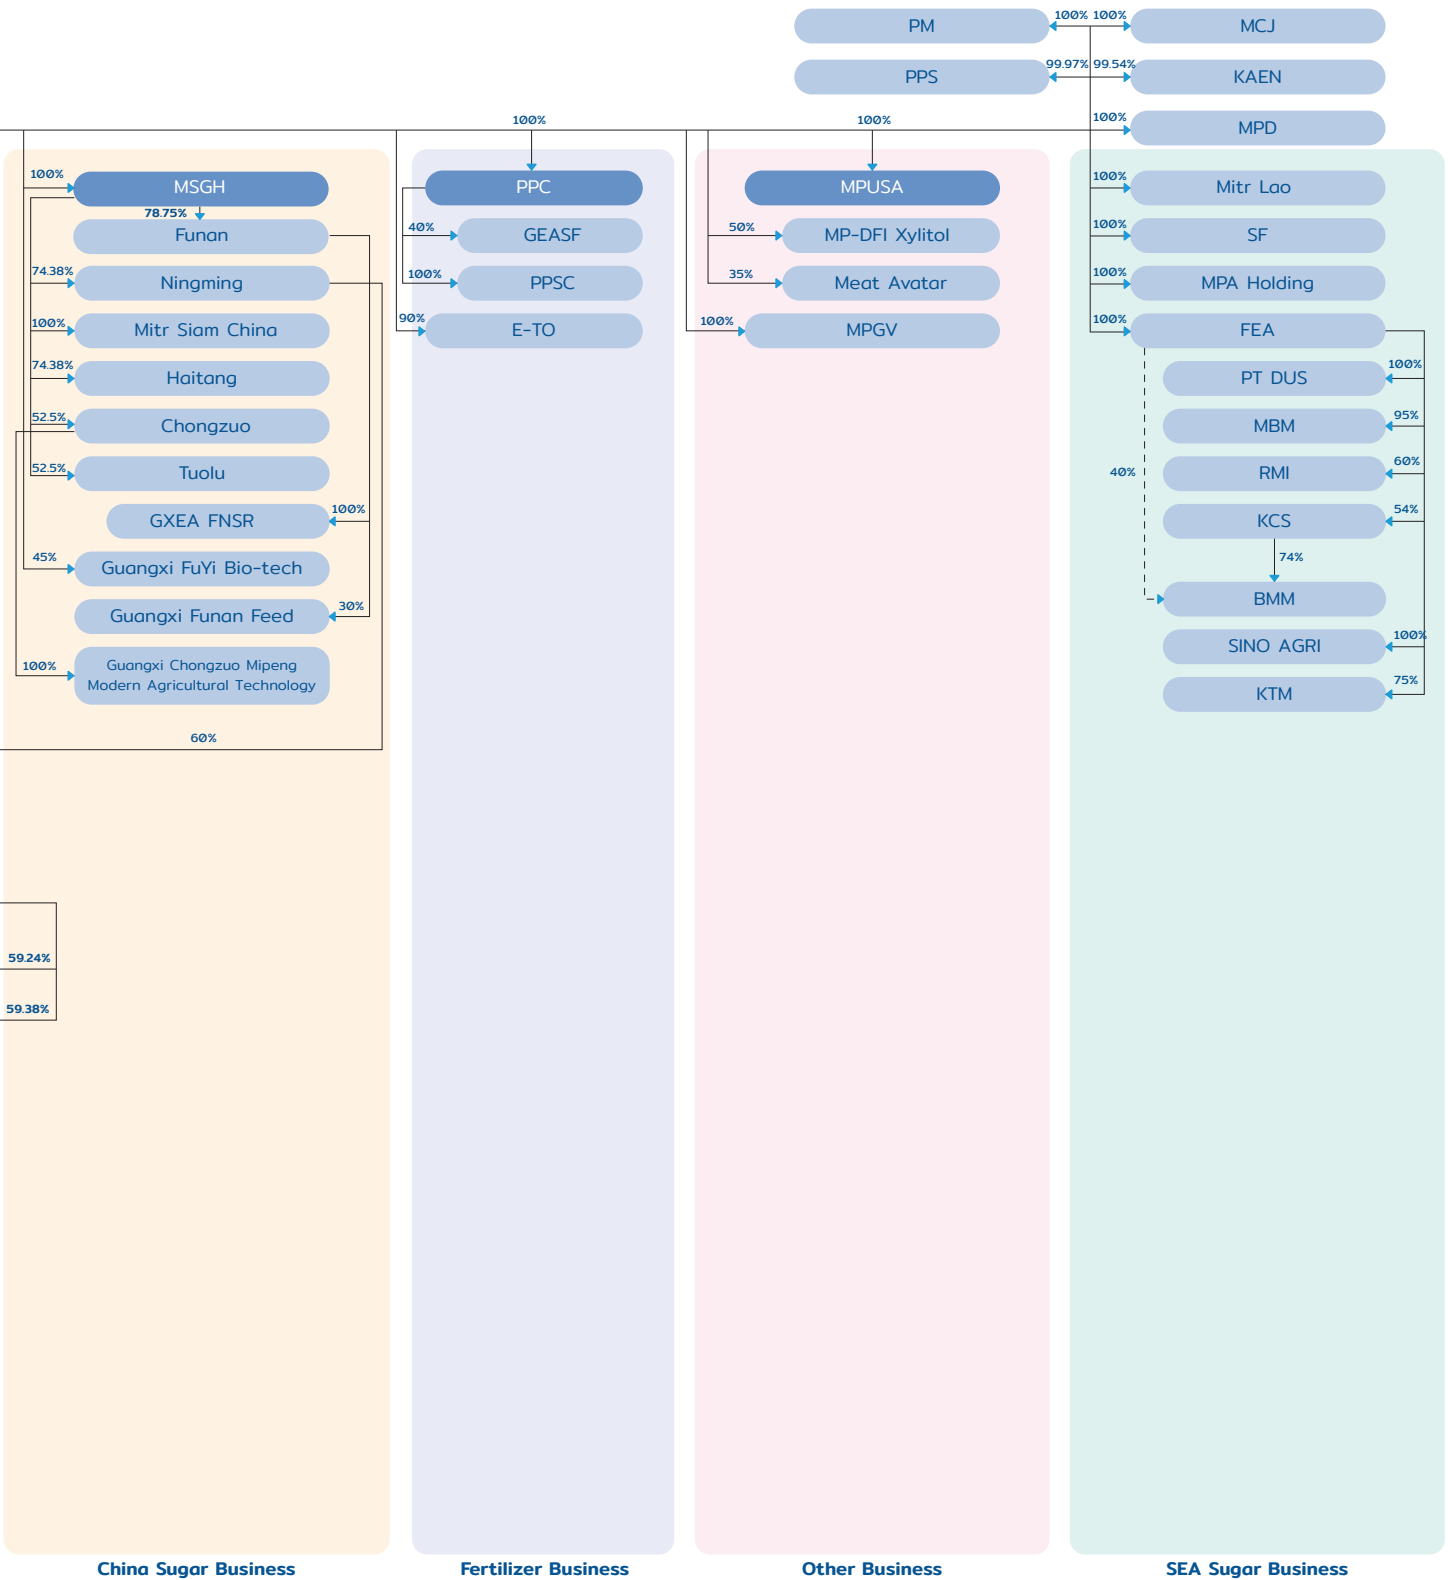 PM
100%
100%
MCJ
PPS
99.97%
99.54%
KAEN
100%
100%
100%
MPD
100%
MSGH
78.75%
Funan
74.38%
Ningming
100%
Mitr Siam China
74.38%
Haitang
52.5%
Chongzuo
52.5%
Tuolu
GXEA FNSR
100%
45%
Guangxi FuYi Bio-tech
Guangxi Funan Feed
30%
100%
Guangxi Chongzuo Mipeng
Modern Agricultural Technology
60%
59.24%
59.38%
China Sugar Business
PPC
40%
GEASF
100%
PPSC
90%
E-TO
Fertilizer Business
MPUSA
50%
MP-DFI Xylitol
35%
Meat Avatar
100%
MPGV
Other Business
100%
Mitr Lao
100%
SF
100%
MPA Holding
100%
FEA
PT DUS
100%
MBM
95%
40%
RMI
60%
KCS
54%
74%
BMM
SINO AGRI
100%
KTM
75%
SEA Sugar Business